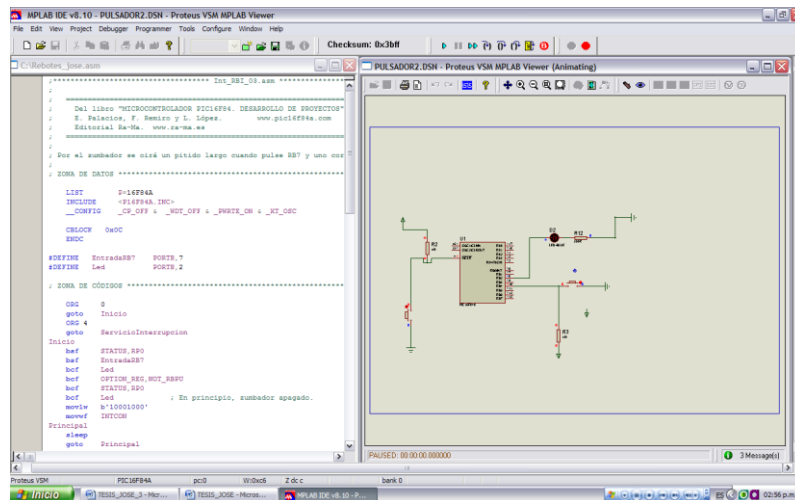 MPLAB IDE v8.10 - PULSADOR2.DSN - Proteus VSM MPLAB Viewer
File Edit View Project Debugger Programmer Tools Configure Window Help
Checksum: 0x3bff
C:\Rebotes_jose.asm
;************************************ Int_RBI_03.asm **************
;
; =====================================================
; Del libro "MICROCONTROLADOR PIC16F84. DESARROLLO DE PROYECTOS"
; E. Palacios, F. Remiro y L. López. www.pic16f84a.com
; Editorial Ra-Ma. www.ra-ma.es
; =====================================================
;
; Por el zumbador se oirá un pitido largo cuando pulse RB7 y uno cor
;
; ZONA DE DATOS ******************************************************
LIST P=16F84A
INCLUDE <P16F84A.INC>
__CONFIG _CP_OFF & _WDT_OFF & _PWRTE_ON & _XT_OSC
CBLOCK 0x0C
ENDC
#DEFINE EntradaRB7 PORTB,7
#DEFINE Led PORTB,2
; ZONA DE CÓDIGOS ****************************************************
ORG 0
goto Inicio
ORG 4
goto ServicioInterrupcion
Inicio
bsf STATUS,RP0
bsf EntradaRB7
bcf Led
bcf OPTION_REG,NOT_RBPU
bcf STATUS,RP0
bcf Led ; En principio, zumbador apagado.
movlw b'10001000'
movwf INTCON
Principal
sleep
goto Principal
PULSADOR2.DSN - Proteus VSM MPLAB Viewer (Animating)
U1
R2
D2
R12
R3
PAUSED: 00:00:00.000000
3 Message(s)
Proteus VSM PIC16F84A pc:0 W:0xc6 Z dc c bank 0
Inicio
TESIS_JOSE_3 - Micr...
TESIS_JOSE - Micros...
MPLAB IDE v8.10 - P...
ES
02:56 p.m.